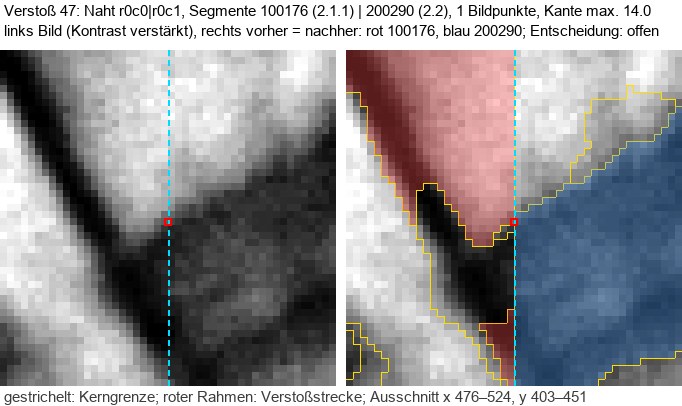 Verstoß 47: Naht r0c0|r0c1, Segmente 100176 (2.1.1) | 200290 (2.2), 1 Bildpunkte, Kante max. 14.0
links Bild (Kontrast verstärkt), rechts vorher = nachher: rot 100176, blau 200290; Entscheidung: offen
gestrichelt: Kerngrenze; roter Rahmen: Verstoßstrecke; Ausschnitt x 476–524, y 403–451